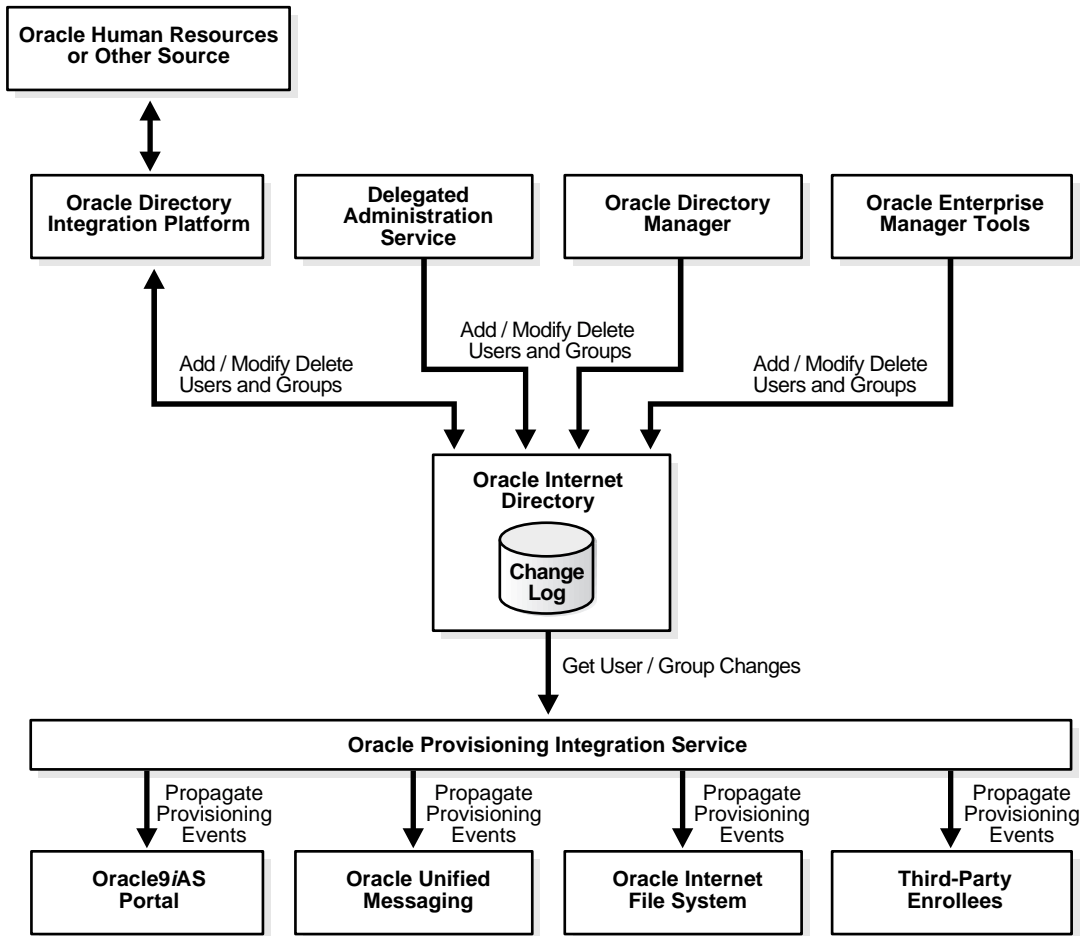 Oracle Human Resources
or Other Source
Oracle Directory
Integration Platform
Delegated
Administration
Service
Oracle Directory
Manager
Oracle Enterprise
Manager Tools
Add / Modify Delete
Users and Groups
Add / Modify Delete
Users and Groups
Add / Modify Delete
Users and Groups
Oracle Internet
Directory
Change
Log
Get User / Group Changes
Oracle Provisioning Integration Service
Propagate
Provisioning
Events
Propagate
Provisioning
Events
Propagate
Provisioning
Events
Propagate
Provisioning
Events
Oracle9iAS
Portal
Oracle Unified
Messaging
Oracle Internet
File System
Third-Party
Enrollees